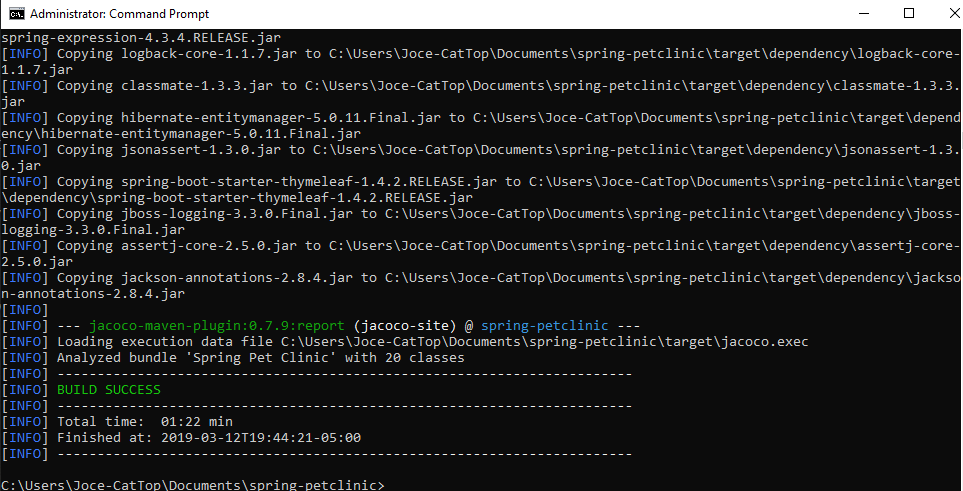 Administrator: Command Prompt
spring-expression-4.3.4.RELEASE.jar
[INFO] Copying logback-core-1.1.7.jar to C:\Users\Joce-CatTop\Documents\spring-petclinic\target\dependency\logback-core-
1.1.7.jar
[INFO] Copying classmate-1.3.3.jar to C:\Users\Joce-CatTop\Documents\spring-petclinic\target\dependency\classmate-1.3.3.
jar
[INFO] Copying hibernate-entitymanager-5.0.11.Final.jar to C:\Users\Joce-CatTop\Documents\spring-petclinic\target\depend
ency\hibernate-entitymanager-5.0.11.Final.jar
[INFO] Copying jsonassert-1.3.0.jar to C:\Users\Joce-CatTop\Documents\spring-petclinic\target\dependency\jsonassert-1.3.
0.jar
[INFO] Copying spring-boot-starter-thymeleaf-1.4.2.RELEASE.jar to C:\Users\Joce-CatTop\Documents\spring-petclinic\target
\dependency\spring-boot-starter-thymeleaf-1.4.2.RELEASE.jar
[INFO] Copying jboss-logging-3.3.0.Final.jar to C:\Users\Joce-CatTop\Documents\spring-petclinic\target\dependency\jboss-
logging-3.3.0.Final.jar
[INFO] Copying assertj-core-2.5.0.jar to C:\Users\Joce-CatTop\Documents\spring-petclinic\target\dependency\assertj-core-
2.5.0.jar
[INFO] Copying jackson-annotations-2.8.4.jar to C:\Users\Joce-CatTop\Documents\spring-petclinic\target\dependency\jackso
n-annotations-2.8.4.jar
[INFO]
[INFO] --- jacoco-maven-plugin:0.7.9:report (jacoco-site) @ spring-petclinic ---
[INFO] Loading execution data file C:\Users\Joce-CatTop\Documents\spring-petclinic\target\jacoco.exec
[INFO] Analyzed bundle 'Spring Pet Clinic' with 20 classes
[INFO] ------------------------------------------------------------------------
[INFO] BUILD SUCCESS
[INFO] ------------------------------------------------------------------------
[INFO] Total time:  01:22 min
[INFO] Finished at: 2019-03-12T19:44:21-05:00
[INFO] ------------------------------------------------------------------------
C:\Users\Joce-CatTop\Documents\spring-petclinic>